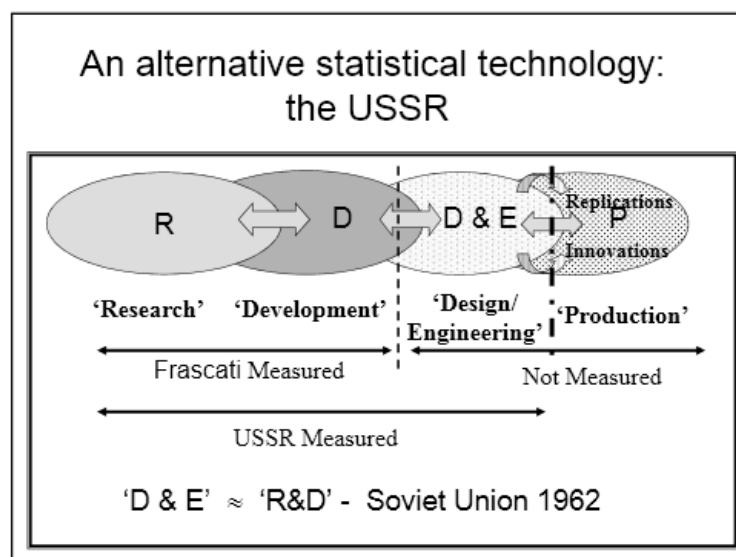 An alternative statistical technology:
the USSR
R
D
D & E
Replications
P
Innovations
‘Research’
‘Development’
‘Design/
Engineering’
‘Production’
Frascati Measured
Not Measured
USSR Measured
‘D & E’ ≈ ‘R&D’ - Soviet Union 1962